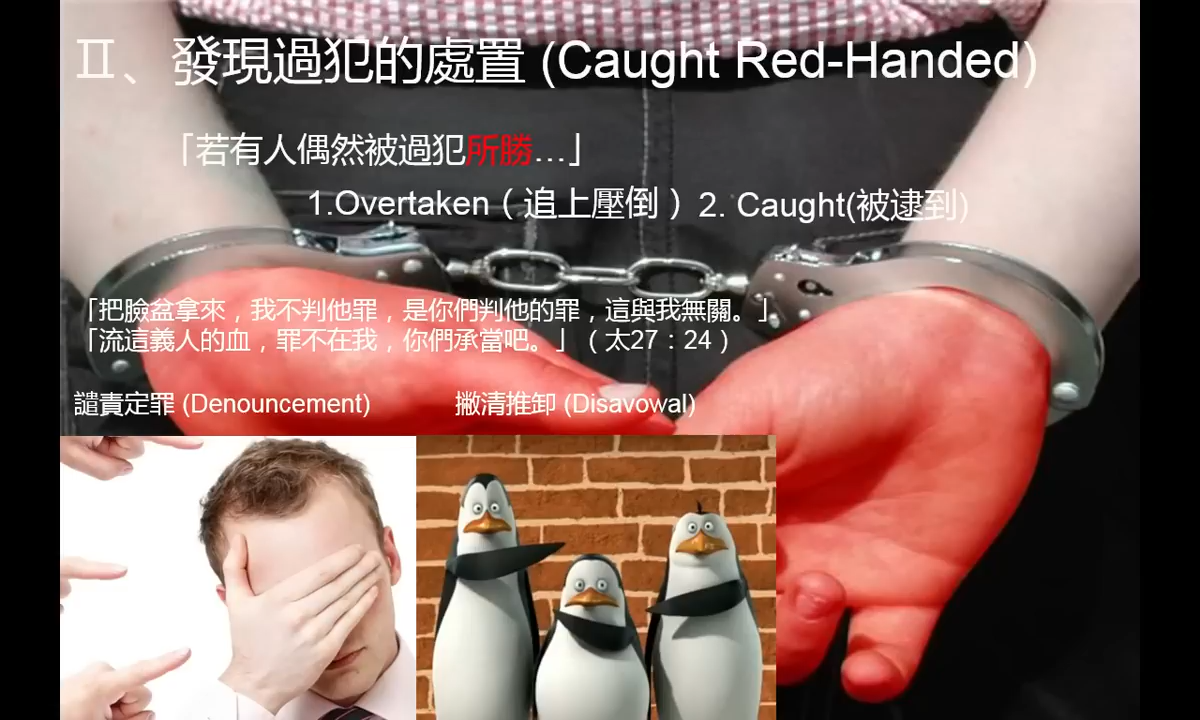 Ⅱ、發現過犯的處置 (Caught Red-Handed)
「若有人偶然被過犯所勝…」
1.Overtaken（追上壓倒）2. Caught(被逮到)
「把臉盆拿來，我不判他罪，是你們判他的罪，這與我無關。」
「流這義人的血，罪不在我，你們承當吧。」（太27：24）
譴責定罪 (Denouncement) 撇清推卸 (Disavowal)